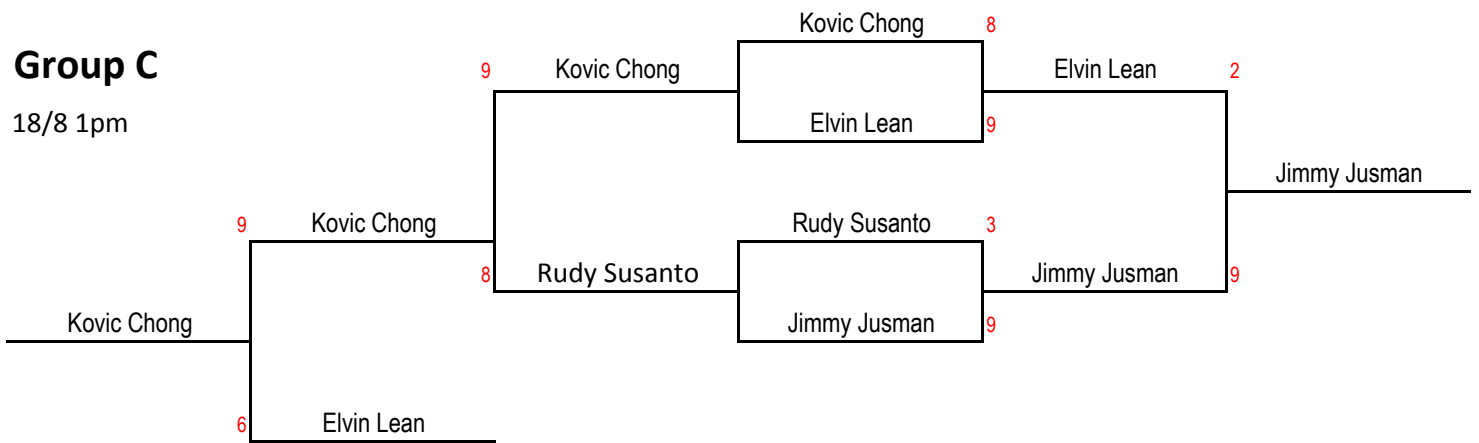 Kovic Chong 8
Group C
9 Kovic Chong Elvin Lean 2
18/8 1pm
Elvin Lean 9
Jimmy Jusman
9 Kovic Chong Rudy Susanto 3
8 Rudy Susanto Jimmy Jusman 9
Kovic Chong Jimmy Jusman 9
6 Elvin Lean